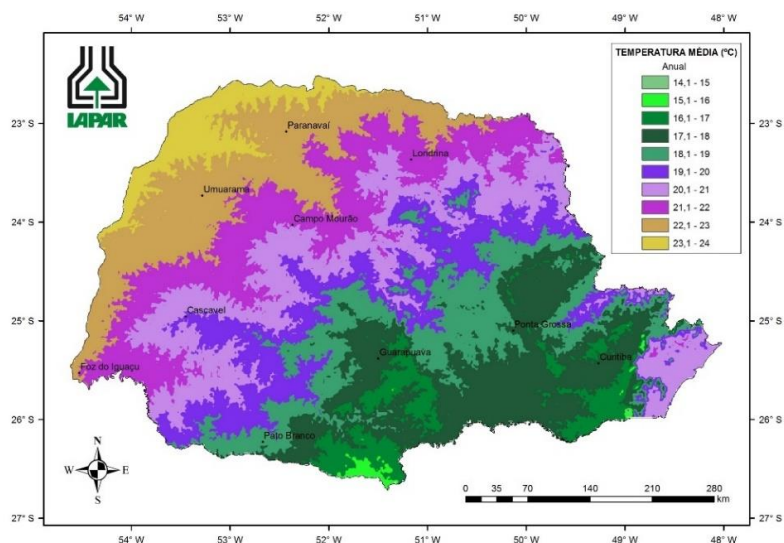 54° W 53° W 52° W 51° W 50° W 49° W 48° W
IAPAR
TEMPERATURA MÉDIA (ºC)
Anual
14,1 - 15
15,1 - 16
16,1 - 17
17,1 - 18
18,1 - 19
19,1 - 20
20,1 - 21
21,1 - 22
22,1 - 23
23,1 - 24
23° S
24° S
25° S
26° S
27° S
Paranavaí
Londrina
Umuarama
Campo Mourão
Cascavel
Ponta Grossa
Guarapuava
Curitiba
Foz do Iguaçu
Pato Branco
23° S
24° S
25° S
26° S
27° S
N
W E
S
0 35 70 140 210 280
km
54° W 53° W 52° W 51° W 50° W 49° W 48° W